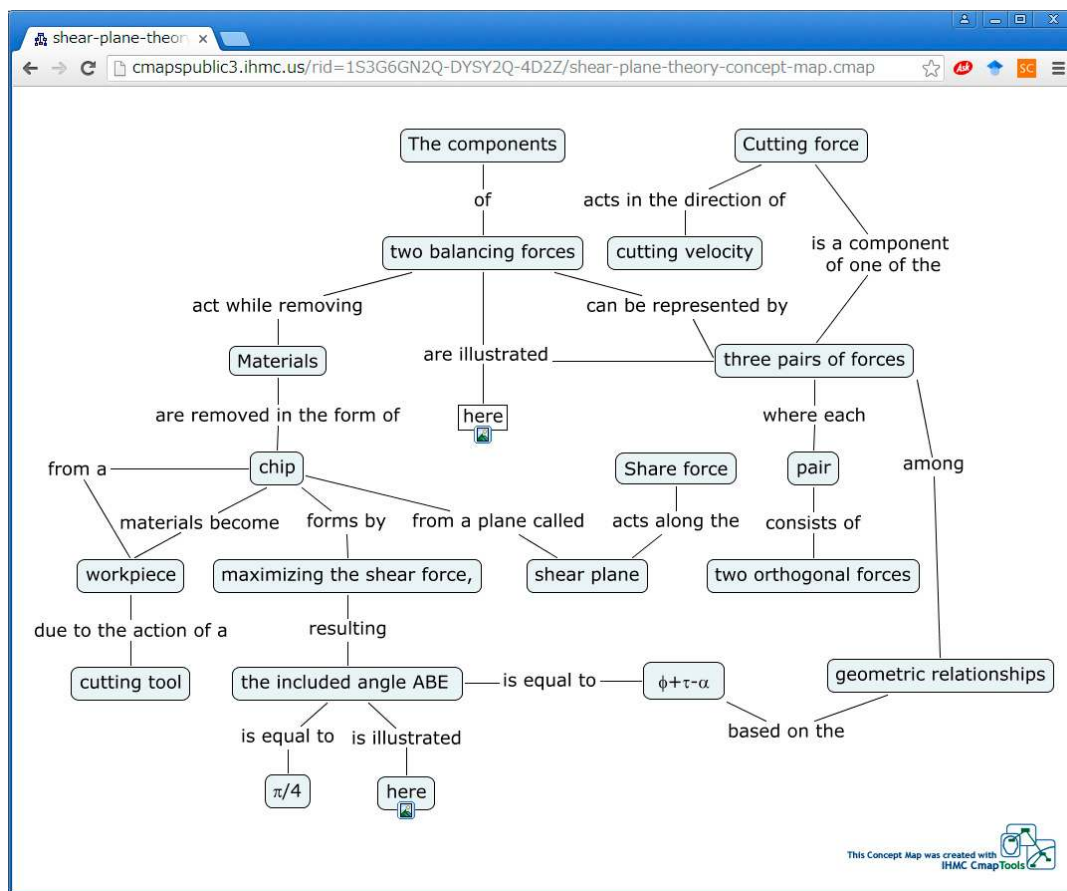 shear-plane-theor
cmapspublic3.ihmc.us/rid=1S3G6GN2Q-DYSY2Q-4D2Z/shear-plane-theory-concept-map.cmap
Ask
SC
The components
Cutting force
of
acts in the direction of
two balancing forces
cutting velocity
is a component
of one of the
act while removing
can be represented by
Materials
are illustrated
three pairs of forces
are removed in the form of
here
where each
from a
chip
Share force
pair
among
materials become
forms by
from a plane called
acts along the
consists of
workpiece
maximizing the shear force,
shear plane
two orthogonal forces
due to the action of a
resulting
cutting tool
the included angle ABE
is equal to
ϕ+τ-α
geometric relationships
is equal to
is illustrated
based on the
π/4
here
This Concept Map was created with
IHMC CmapTools